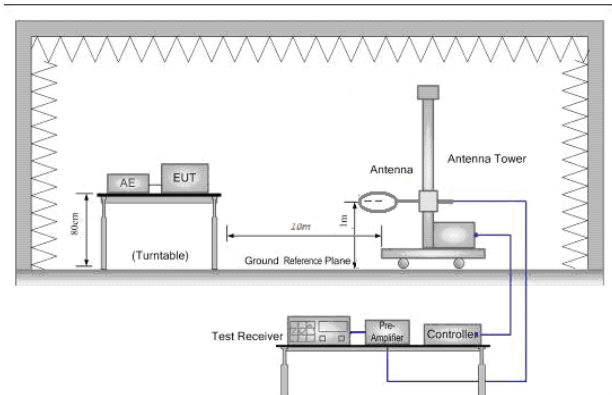 Antenna Tower
Antenna
AE
EUT
80cm
10m
1m
(Turntable)
Ground Reference Plane
Test Receiver
Pre-
Amplifier
Controller